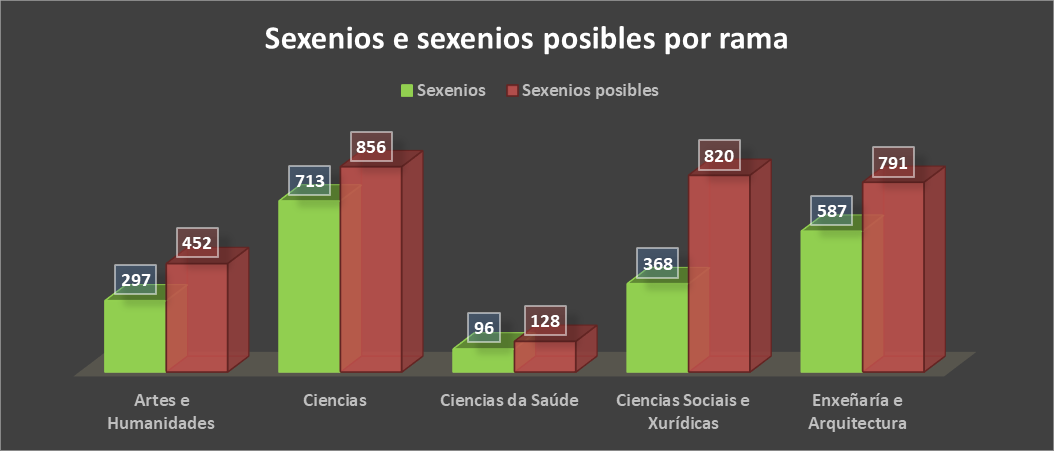 Sexenios e sexenios posibles por rama
Sexenios Sexenios posibles
297
452
713
856
96
128
368
820
587
791
Artes e
Humanidades
Ciencias
Ciencias da Saúde
Ciencias Sociais e
Xurídicas
Enxeñaría e
Arquitectura